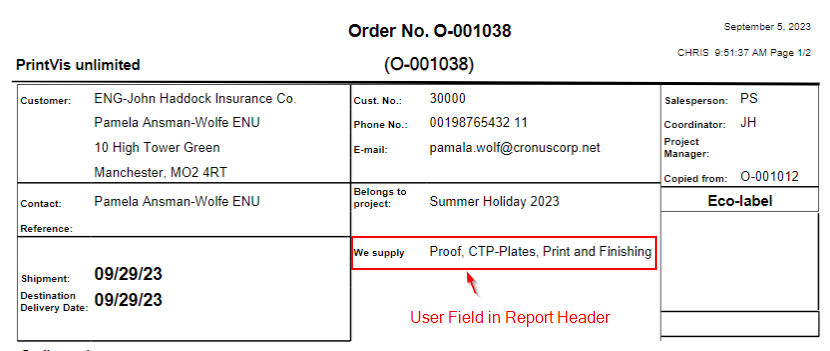 Order No. O-001038
September 5, 2023
CHRIS 9:51:37 AM Page 1/2
PrintVis unlimited
(O-001038)
Customer: ENG-John Haddock Insurance Co.
Pamela Ansman-Wolfe ENU
10 High Tower Green
Manchester, MO2 4RT
Cust. No.: 30000
Phone No.: 00198765432 11
E-mail: pamala.wolf@cronuscorp.net
Salesperson: PS
Coordinator: JH
Project
Manager:
Copied from: O-001012
Contact: Pamela Ansman-Wolfe ENU
Reference:
Belongs to
project: Summer Holiday 2023
Eco-label
We supply Proof, CTP-Plates, Print and Finishing
Shipment: 09/29/23
Destination
Delivery Date: 09/29/23
User Field in Report Header